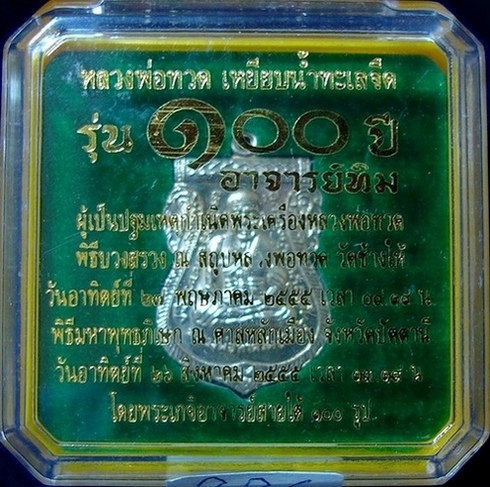 หลวงพ่อทวด เหยียบน้ำทะเลจืด
รุ่น ๑๐๐ ปี
อาจารย์ทิม
ผู้เป็นปฐมเหตุกำเนิดพระเครื่องหลวงพ่อทวด
พิธีบวงสรวง ณ สถูปหลวงพ่อทวด วัดช้างให้
วันอาทิตย์ที่ ๒๗ พฤษภาคม ๒๕๕๕ เวลา น
พิธีมหาพุทธภิเษก ณ ศาลหลักเมือง จังหวัดปัตตานี
วันอาทิตย์ที่ ๒๖ สิงหาคม ๒๕๕๕ เวลา น
โดยพระเกจิอาจารย์สายใต้ ๑๐๐ รูป